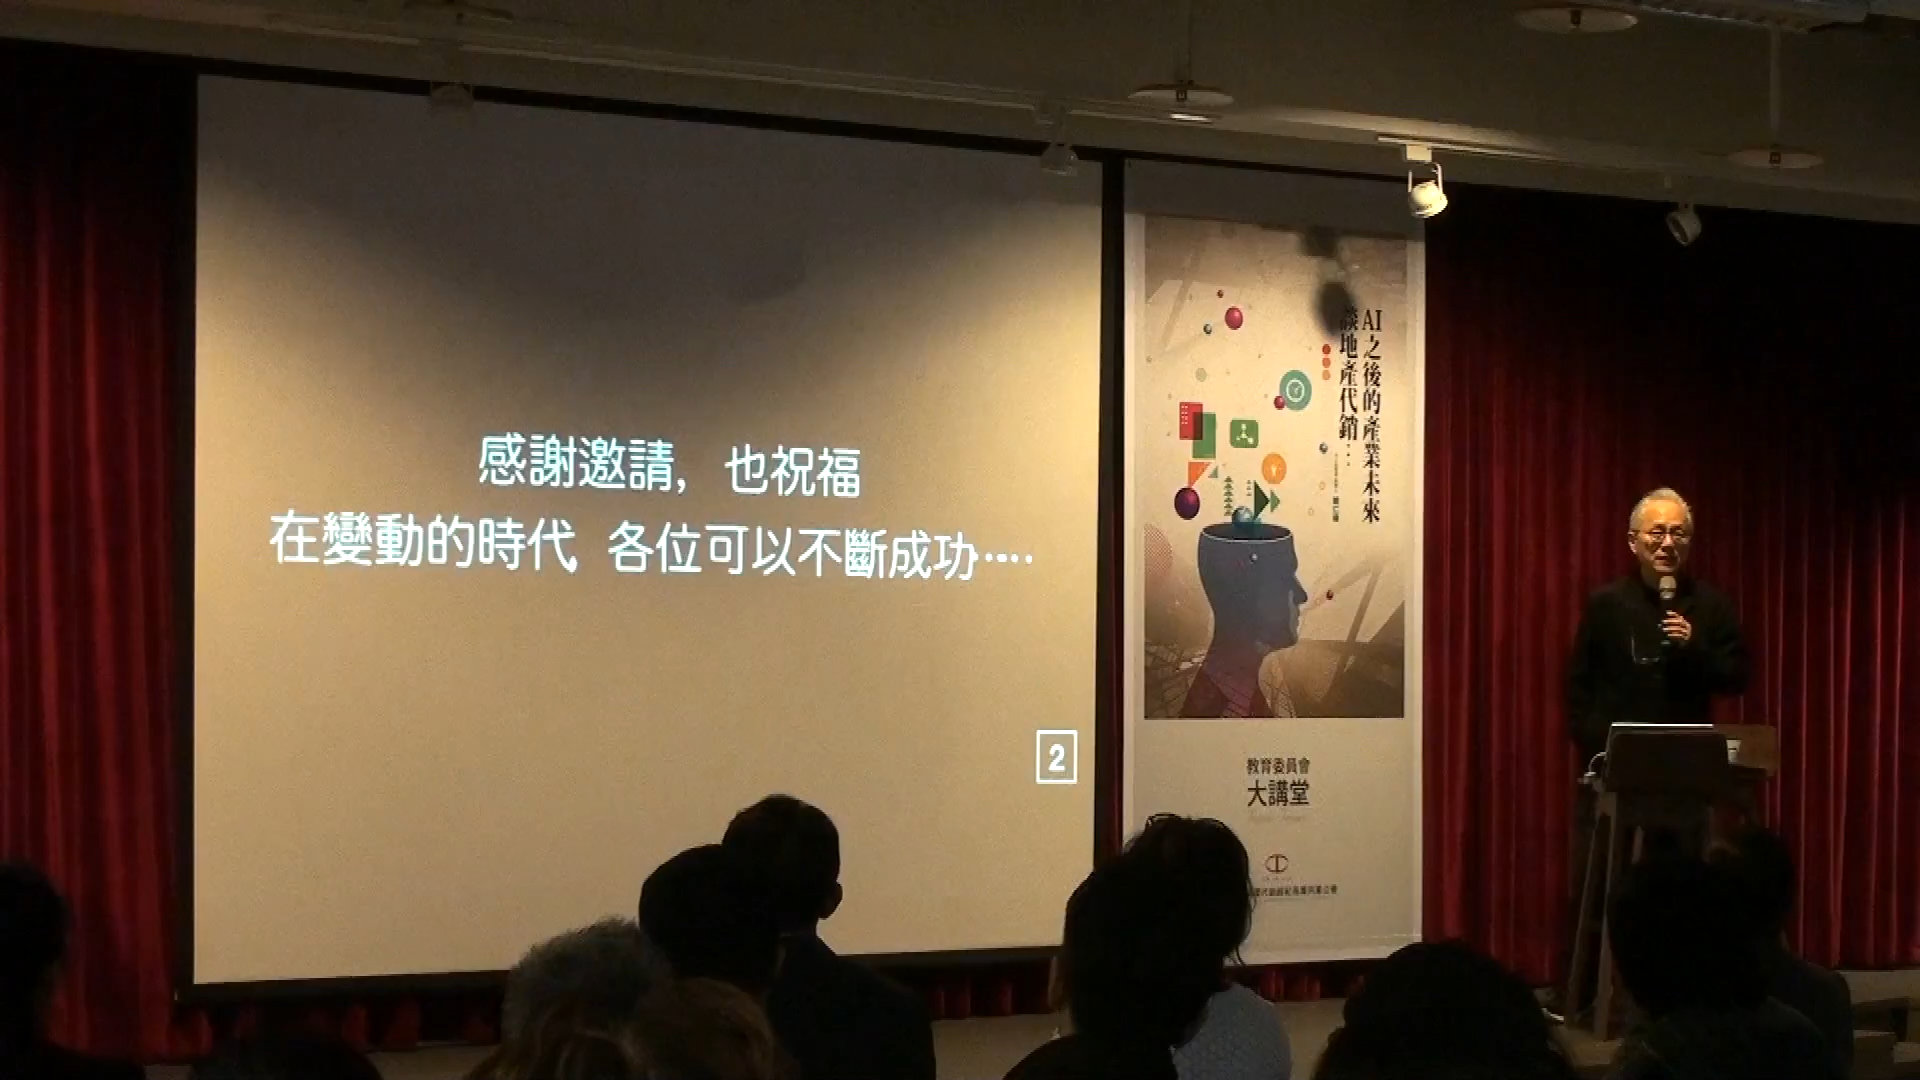 感謝邀請, 也祝福
在變動的時代, 各位可以不斷成功....
2
AI之後的產業未來
談地產代銷:
教育委員會
大講堂